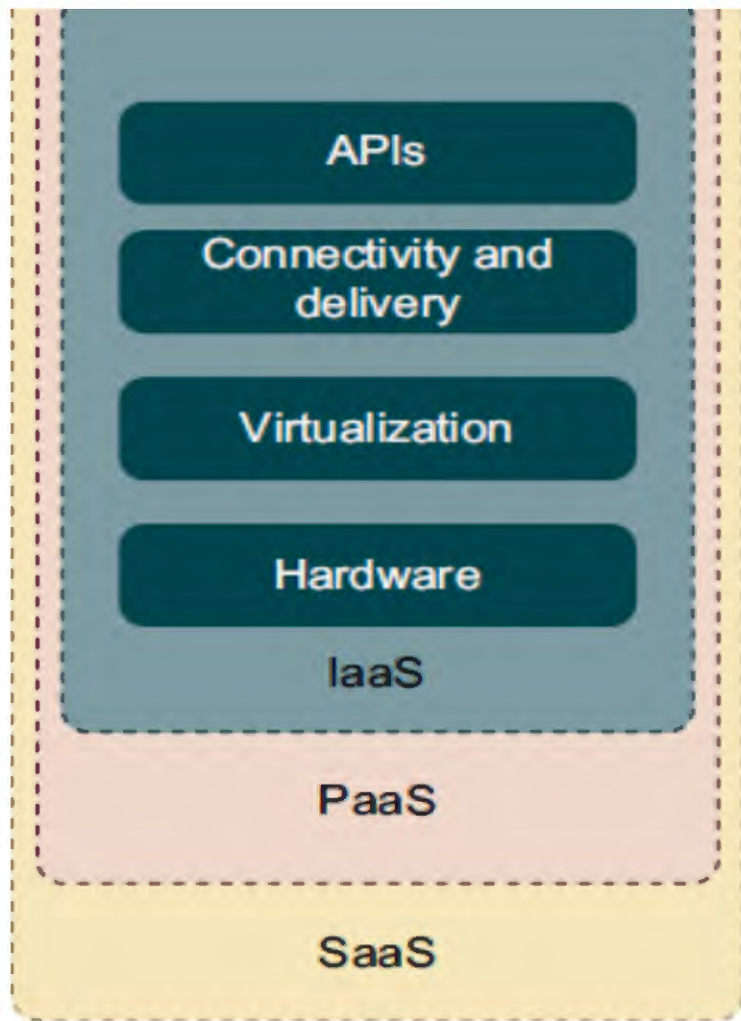 APIs
Connectivity and
delivery
Virtualization
Hardware
IaaS
PaaS
SaaS